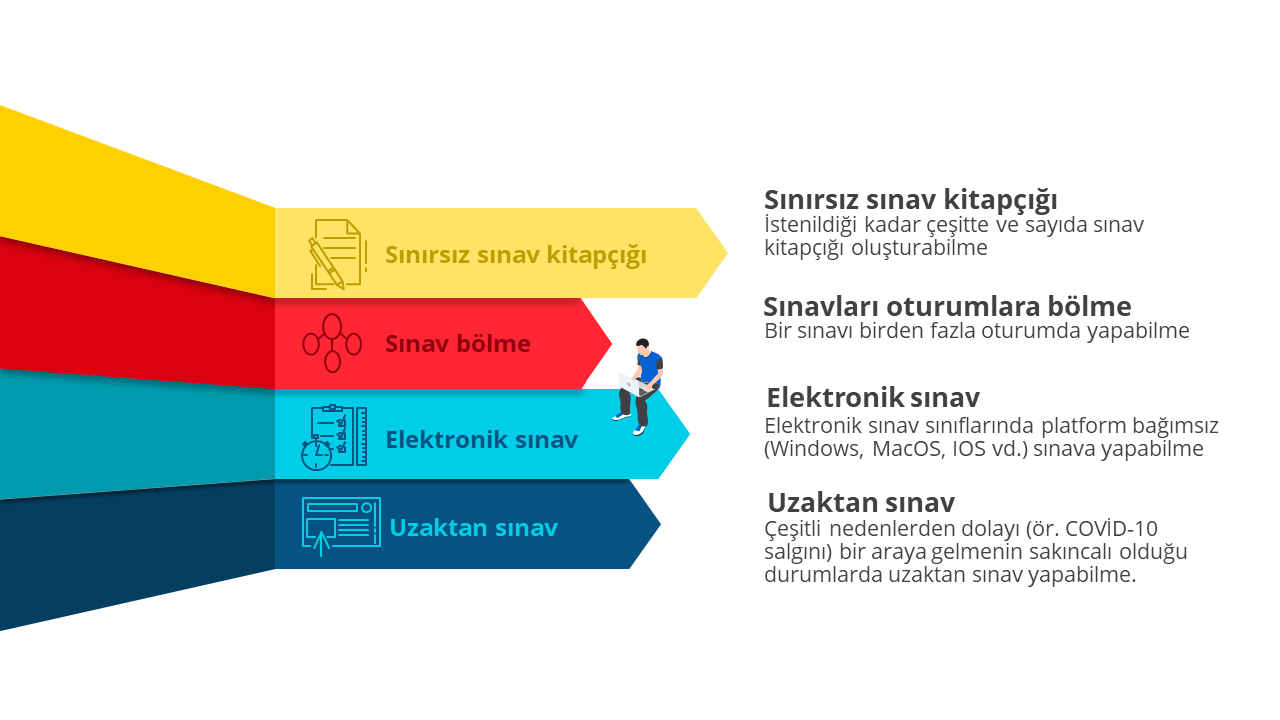 Sınırsız sınav kitapçığı
Sınav bölme
Elektronik sınav
Uzaktan sınav
Sınırsız sınav kitapçığı
İstenildiği kadar çeşitte ve sayıda sınav
kitapçığı oluşturabilme
Sınavları oturumlara bölme
Bir sınavı birden fazla oturumda yapabilme
Elektronik sınav
Elektronik sınav sınıflarında platform bağımsız
(Windows, MacOS, IOS vd.) sınava yapabilme
Uzaktan sınav
Çeşitli nedenlerden dolayı (ör. COVİD-10
salgını) bir araya gelmenin sakıncalı olduğu
durumlarda uzaktan sınav yapabilme.